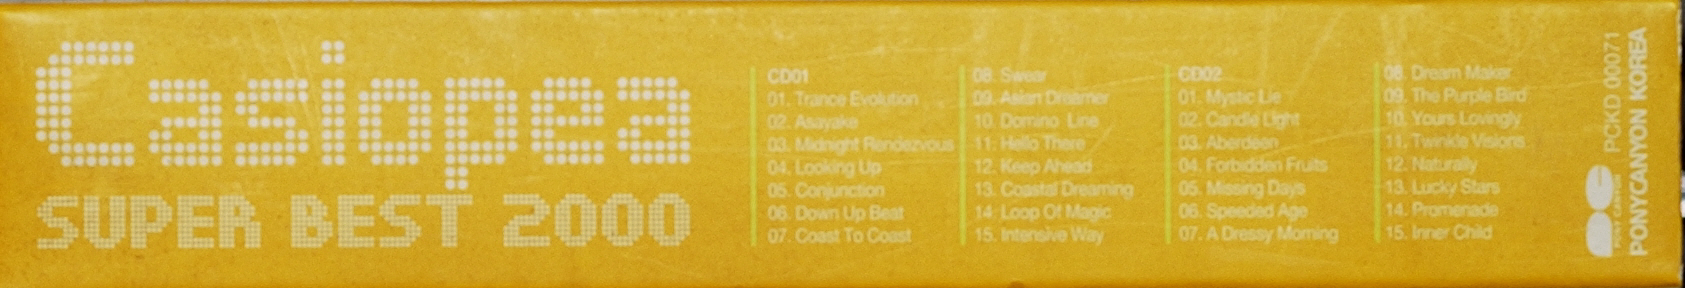 Casiopea
SUPER BEST 2000
CD01
01. Trance Evolution
02. Asayake
03. Midnight Rendezvous
04. Looking Up
05. Conjunction
06. Down Up Beat
07. Coast To Coast
08. Swear
09. Asian Dreamer
10. Domino Line
11. Hello There
12. Keep Ahead
13. Coastal Dreaming
14. Loop Of Magic
15. Intensive Way
CD02
01. Mystic Lie
02. Candle Light
03. Aberdeen
04. Forbidden Fruits
05. Missing Days
06. Speeded Age
07. A Dressy Morning
08. Dream Maker
09. The Purple Bird
10. Yours Lovingly
11. Twinkle Visions
12. Naturally
13. Lucky Stars
14. Promenade
15. Inner Child
PCKD 00071
PONY CANYON
PONYCANYON KOREA